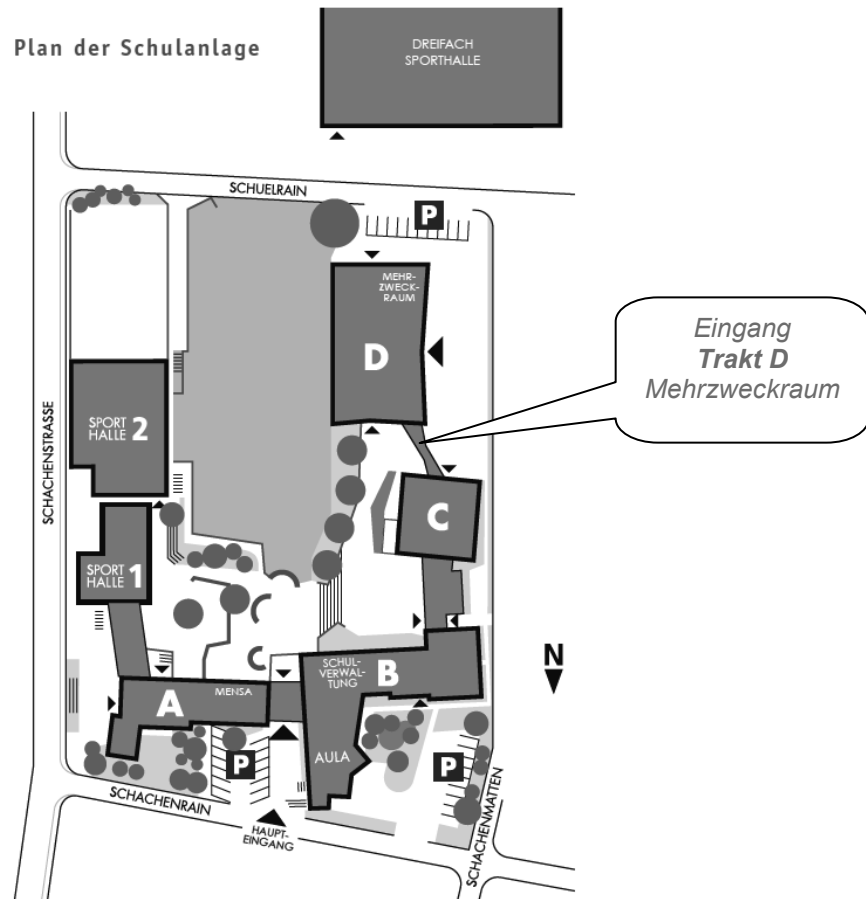 Plan der Schulanlage
DREIFACH
SPORTHALLE
SCHUELRAIN
P
MEHR-
ZWECK-
RAUM
D
Eingang
Trakt D
Mehrzweckraum
SCHACHENSTRASSE
SPORT
HALLE 2
C
SPORT
HALLE 1
N
SCHUL-
VERWAL-
TUNG
B
A
MENSA
AULA
P
P
SCHACHENRAIN
HAUPT-
EINGANG
SCHACHENMATTEN